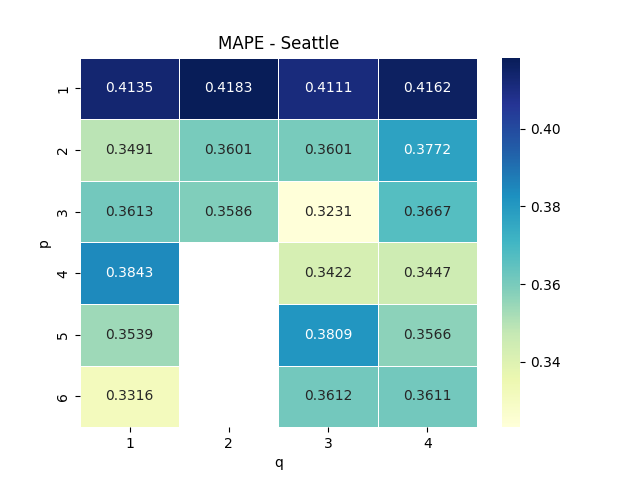 MAPE - Seattle
1 0.4135 0.4183 0.4111 0.4162
0.40
2 0.3491 0.3601 0.3601 0.3772
0.38
3 0.3613 0.3586 0.3231 0.3667
p
4 0.3843 0.3422 0.3447
0.36
5 0.3539 0.3809 0.3566
0.34
6 0.3316 0.3612 0.3611
1 2 3 4
q